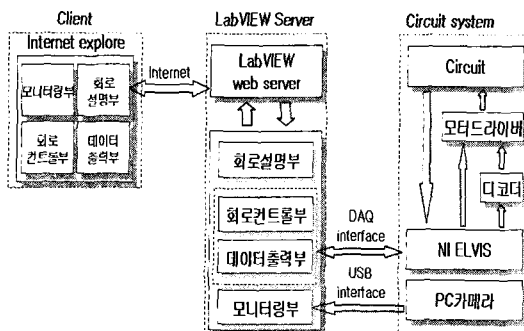 Client
Internet explore
모니터링부
회로
설명부
회로
컨트롤부
데이터
출력부
Internet
LabVIEW Server
LabVIEW
web server
회로설명부
회로컨트롤부
데이터출력부
모니터링부
DAQ
interface
USB
interface
Circuit system
Circuit
모터드라이버
디코더
NI ELVIS
PC카메라